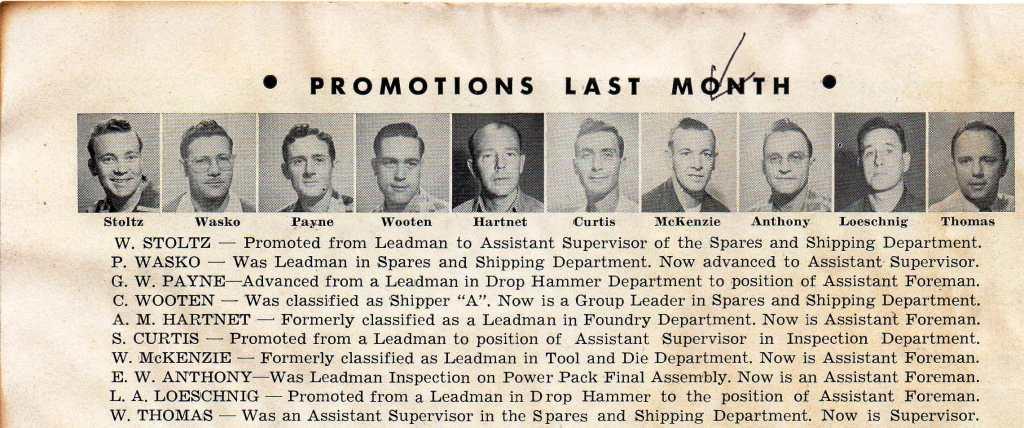 • PROMOTIONS LAST MONTH •
Stoltz Wasko Payne Wooten Hartnet Curtis McKenzie Anthony Loeschnig Thomas
W. STOLTZ — Promoted from Leadman to Assistant Supervisor of the Spares and Shipping Department.
P. WASKO — Was Leadman in Spares and Shipping Department. Now advanced to Assistant Supervisor.
G. W. PAYNE—Advanced from a Leadman in Drop Hammer Department to position of Assistant Foreman.
C. WOOTEN — Was classified as Shipper "A". Now is a Group Leader in Spares and Shipping Department.
A. M. HARTNET — Formerly classified as a Leadman in Foundry Department. Now is Assistant Foreman.
S. CURTIS — Promoted from a Leadman to position of Assistant Supervisor in Inspection Department.
W. McKENZIE — Formerly classified as Leadman in Tool and Die Department. Now is Assistant Foreman.
E. W. ANTHONY—Was Leadman Inspection on Power Pack Final Assembly. Now is an Assistant Foreman.
L. A. LOESCHNIG — Promoted from a Leadman in Drop Hammer to the position of Assistant Foreman.
W. THOMAS — Was an Assistant Supervisor in the Spares and Shipping Department. Now is Supervisor.